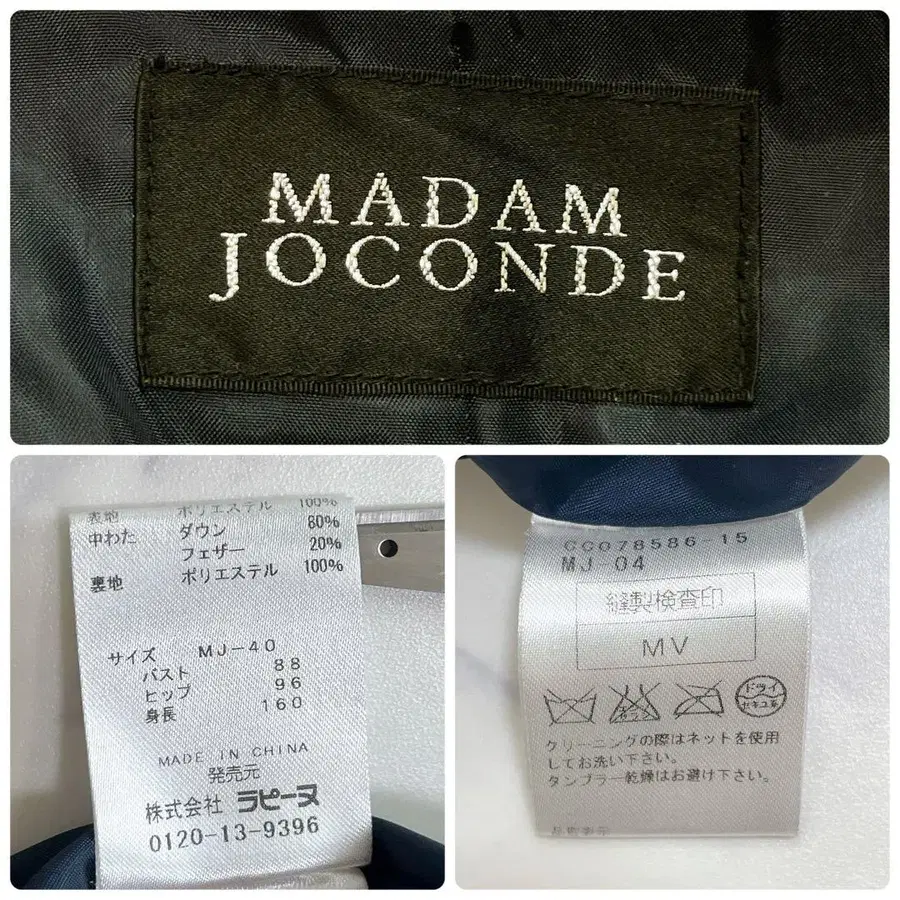 MADAM
JOCONDE
表地 ポリエステル 100%
中わた ダウン 80%
フェザー 20%
裏地 ポリエステル 100%
サイズ MJ-40
バスト 88
ヒップ 96
身長 160
MADE IN CHINA
発売元
株式会社 ラピーヌ
0120-13-9396
CC078586-15
MJ 04
縫製検査印
MV
エンソ
サラシ
ドライ
セキユ系
クリーニングの際はネットを使用
してお洗い下さい。
タンブラー乾燥はお避け下さい。